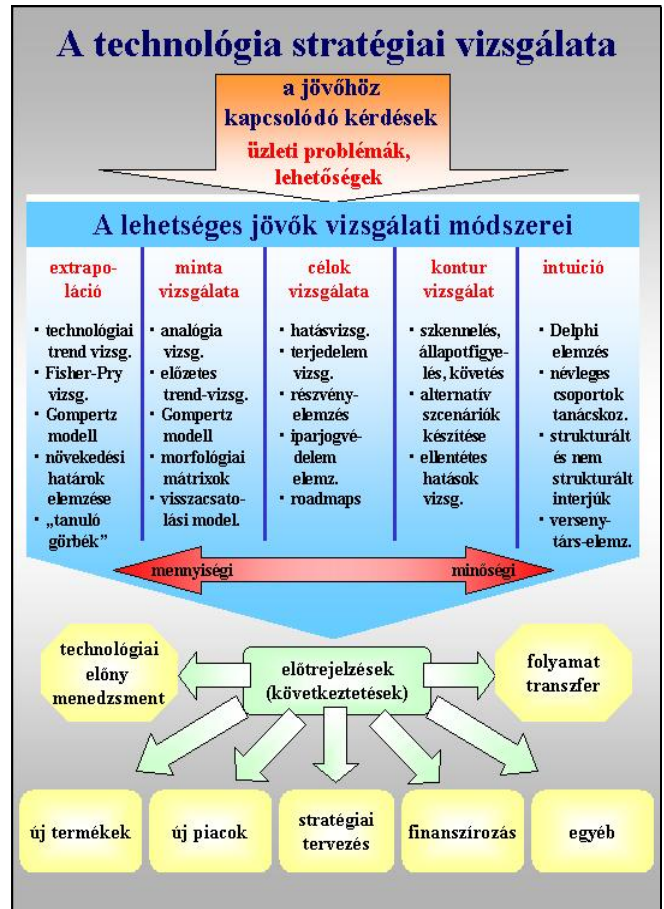 A technológia stratégiai vizsgálata
a jövőhöz
kapcsolódó kérdések
üzleti problémák,
lehetőségek
A lehetséges jövők vizsgálati módszerei
extrapo-
láció
• technológiai
trend vizsg.
• Fisher-Pry
vizsg.
• Gompertz
modell
• növekedési
határok
elemzése
• „tanuló
görbék”
minta
vizsgálata
• analógia
vizsg.
• előzetes
trend-vizsg.
• Gompertz
modell
• morfológiai
mátrixok
• visszacsato-
lási model.
célok
vizsgálata
• hatásvizsg.
• terjedelem
vizsg.
• részvény-
elemzés
• iparjogvé-
delem
elemz.
• roadmaps
kontur
vizsgálat
• szkennelés,
állapotfigye-
lés, követés
• alternatív
szcenáriók
készítése
• ellentétes
hatások
vizsg.
intuició
• Delphi
elemzés
• névleges
csoportok
tanácskoz.
• strukturált
és nem
strukturált
interjúk
• verseny-
társ-elemz.
mennyiségi
minőségi
technológiai
előny
menedzsment
előtrejelzések
(következtetések)
folyamat
transzfer
új termékek
új piacok
stratégiai
tervezés
finanszírozás
egyéb